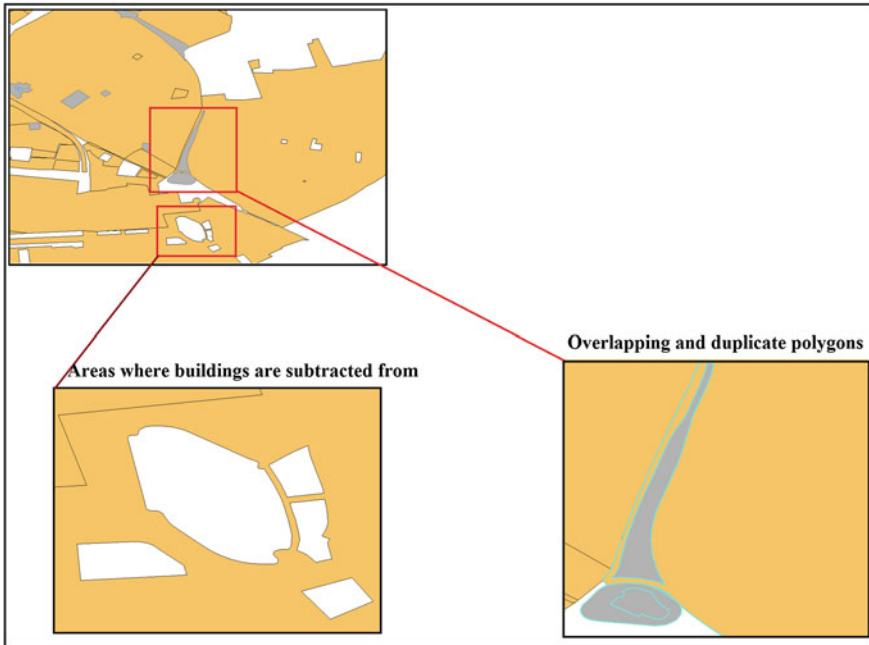 Overlapping and duplicate polygons
Areas where buildings are subtracted from